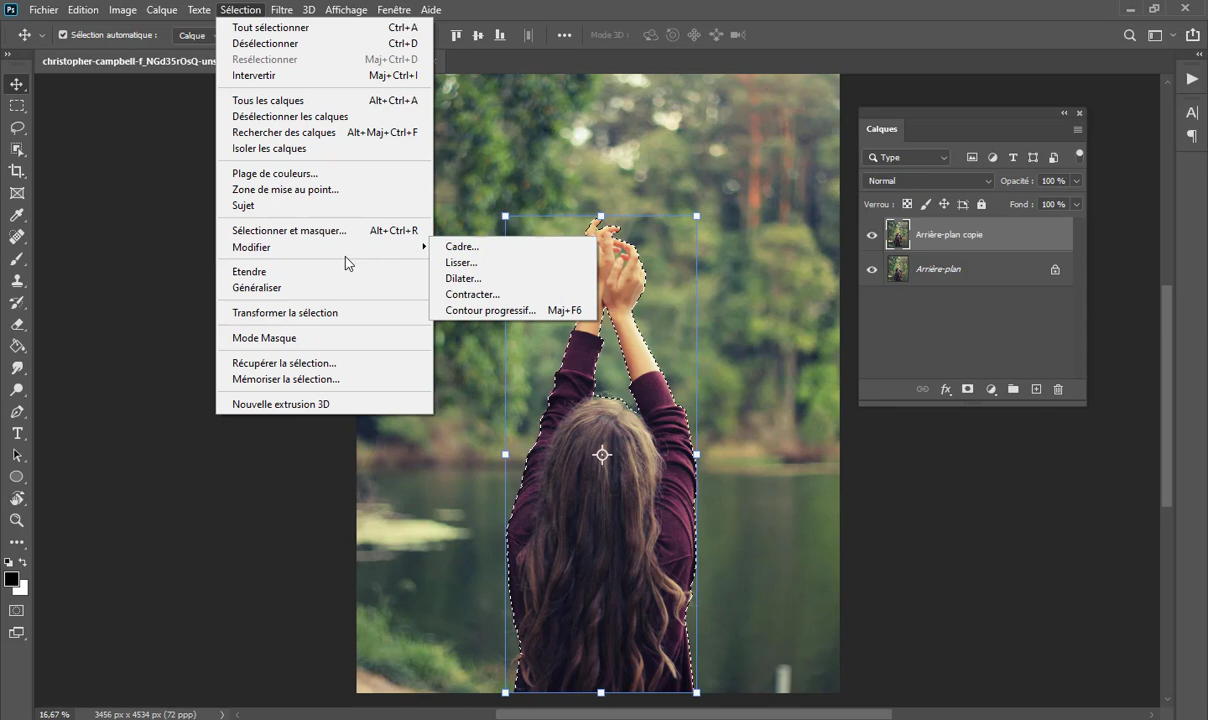 Ps Fichier Edition Image Calque Texte Sélection Filtre 3D Affichage Fenêtre Aide
Sélection automatique : Calque Mode 3D :
christopher-campbell-f_NGd35rOsQ-uns
Tout sélectionner Ctrl+A
Désélectionner Ctrl+D
Resélectionner Maj+Ctrl+D
Intervertir Maj+Ctrl+I
Tous les calques Alt+Ctrl+A
Désélectionner les calques
Rechercher des calques Alt+Maj+Ctrl+F
Isoler les calques
Plage de couleurs...
Zone de mise au point...
Sujet
Sélectionner et masquer... Alt+Ctrl+R
Modifier
Etendre
Généraliser
Transformer la sélection
Mode Masque
Récupérer la sélection...
Mémoriser la sélection...
Nouvelle extrusion 3D
Cadre...
Lisser...
Dilater...
Contracter...
Contour progressif... Maj+F6
Calques
Type
Normal Opacité : 100 %
Verrou : Fond : 100 %
Arrière-plan copie
Arrière-plan
fx
16,67 % 3456 px x 4534 px (72 ppp)